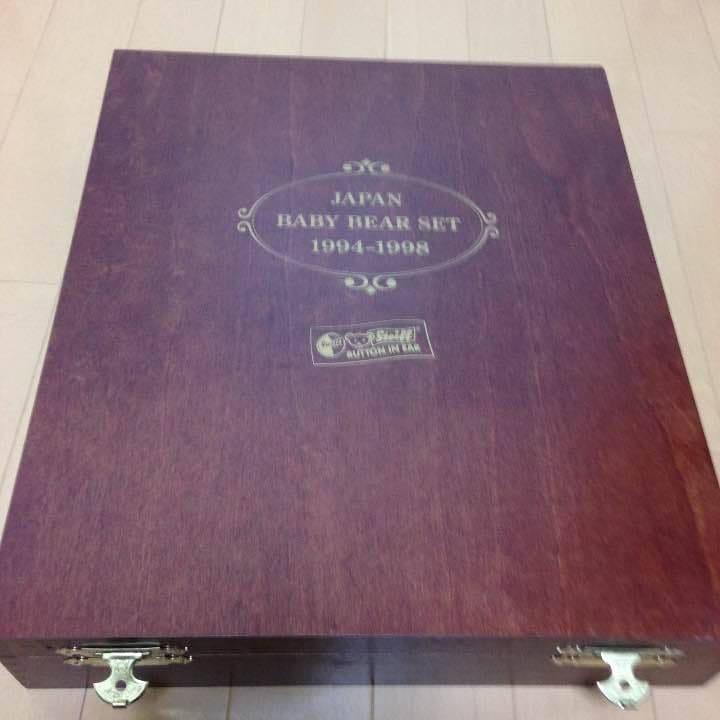 JAPAN
BABY BEAR SET
1994-1998
Steiff
BUTTON IN EAR